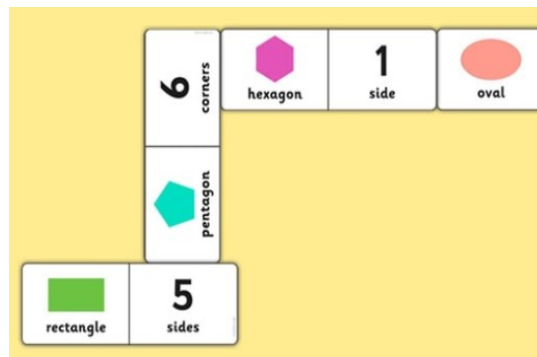 6
corners
hexagon
1
side
oval
pentagon
rectangle
5
sides